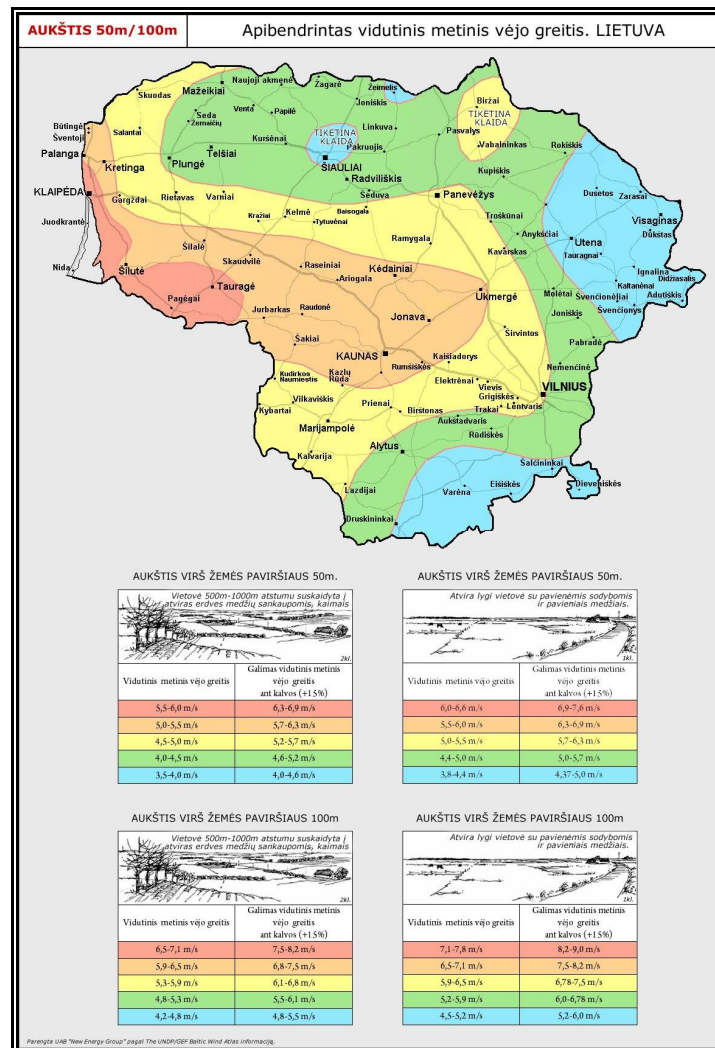 AUKŠTIS 50m/100m
Apibendrintas vidutinis metinis vėjo greitis. LIETUVA
Skuodas
Mažeikiai
Naujoji akmenė
Žagarė
Žeimelis
Joniškis
Biržai
TIKĖTINA
KLAIDA
Būtingė
Šventoji
Salantai
Seda
Žemaičių
Venta
Papilė
Kuršėnai
TIKĖTINA
KLAIDA
Linkuva
Pakruojis
Pasvalys
Vabalninkas
Rokiškis
Palanga
Kretinga
Plungė
Telšiai
ŠIAULIAI
Radviliškis
Kupiškis
KLAIPĖDA
Gargždai
Rietavas
Varniai
Šeduva
Panevėžys
Dusetos
Zarasai
Juodkrantė
Kražiai
Kelmė
Tytuvėnai
Baisogala
Troškūnai
Visaginas
Dūkštas
Šilalė
Ramygala
Anykščiai
Kavarskas
Utena
Tauragnai
Nida
Šilutė
Skaudvilė
Raseiniai
Ariogala
Kėdainiai
Ignalina
Didžiasalis
Kaltanėnai
Adutiškis
Pagėgai
Tauragė
Jurbarkas
Raudonė
Jonava
Ukmergė
Molėtai
Joniškis
Švenčionėliai
Švenčionys
Šakiai
KAUNAS
Širvintos
Pabradė
Kudirkos
Naumiestis
Kazlų
Rūda
Rumšiškės
Kaišiadorys
Nemenčinė
Elektrėnai
Vievis
Grigiškės
VILNIUS
Kybartai
Vilkaviškis
Prienai
Birštonas
Trakai
Lentvaris
Marijampolė
Aukštadvaris
Rūdiškės
Kalvarija
Alytus
Šalčininkai
Lazdijai
Varėna
Eišiškės
Dieveniškės
Druskininkai
AUKŠTIS VIRŠ ŽEMĖS PAVIRŠIAUS 50m.
Vietovė 500m-1000m atstumu suskaidyta į
atviras erdves medžių sankaupomis, kaimais
2kl.
Vidutinis metinis vėjo greitis
Galimas vidutinis metinis
vėjo greitis
ant kalvos (+15%)
5,5-6,0 m/s 6,3-6,9 m/s
5,0-5,5 m/s 5,7-6,3 m/s
4,5-5,0 m/s 5,2-5,7 m/s
4,0-4,5 m/s 4,6-5,2 m/s
3,5-4,0 m/s 4,0-4,6 m/s
AUKŠTIS VIRŠ ŽEMĖS PAVIRŠIAUS 50m.
Atvira lygi vietovė su pavienėmis sodybomis
ir pavieniais medžiais.
1kl.
Vidutinis metinis vėjo greitis
Galimas vidutinis metinis
vėjo greitis
ant kalvos (+15%)
6,0-6,6 m/s 6,9-7,6 m/s
5,5-6,0 m/s 6,3-6,9 m/s
5,0-5,5 m/s 5,7-6,3 m/s
4,4-5,0 m/s 5,0-5,7 m/s
3,8-4,4 m/s 4,37-5,0 m/s
AUKŠTIS VIRŠ ŽEMĖS PAVIRŠIAUS 100m
Vietovė 500m-1000m atstumu suskaidyta į
atviras erdves medžių sankaupomis, kaimais
2kl.
Vidutinis metinis vėjo greitis
Galimas vidutinis metinis
vėjo greitis
ant kalvos (+15%)
6,5-7,1 m/s 7,5-8,2 m/s
5,9-6,5 m/s 6,8-7,5 m/s
5,3-5,9 m/s 6,1-6,8 m/s
4,8-5,3 m/s 5,5-6,1 m/s
4,2-4,8 m/s 4,8-5,5 m/s
AUKŠTIS VIRŠ ŽEMĖS PAVIRŠIAUS 100m
Atvira lygi vietovė su pavienėmis sodybomis
ir pavieniais medžiais.
1kl.
Vidutinis metinis vėjo greitis
Galimas vidutinis metinis
vėjo greitis
ant kalvos (+15%)
7,1-7,8 m/s 8,2-9,0 m/s
6,5-7,1 m/s 7,5-8,2 m/s
5,9-6,5 m/s 6,78-7,5 m/s
5,2-5,9 m/s 6,0-6,78 m/s
4,5-5,2 m/s 5,2-6,0 m/s
Parengta UAB "New Energy Group" pagal The UNDP/GEF Baltic Wind Atlas informaciją.